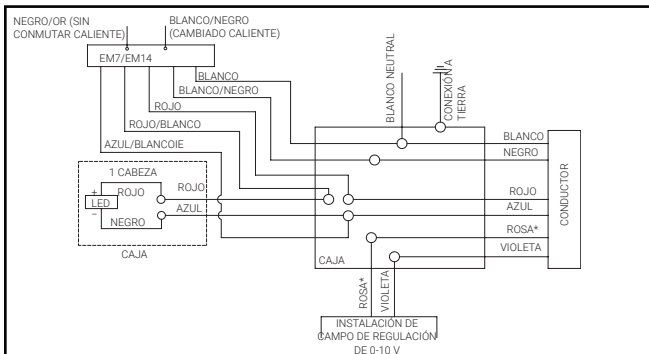 NEGRO/OR (SIN
CONMUTAR CALIENTE)
BLANCO/NEGRO
(CAMBIADO CALIENTE)
EM7/EM14
BLANCO
BLANCO/NEGRO
ROJO
ROJO/BLANCO
AZUL/BLANCOIE
BLANCO NEUTRAL
CONEXIÓN A
TIERRA
BLANCO
NEGRO
ROJO
AZUL
ROSA*
VIOLETA
CONDUCTOR
1 CABEZA
+
ROJO
ROJO
LED
AZUL
−
NEGRO
CAJA
CAJA
ROSA*
VIOLETA
INSTALACIÓN DE
CAMPO DE REGULACIÓN
DE 0-10 V